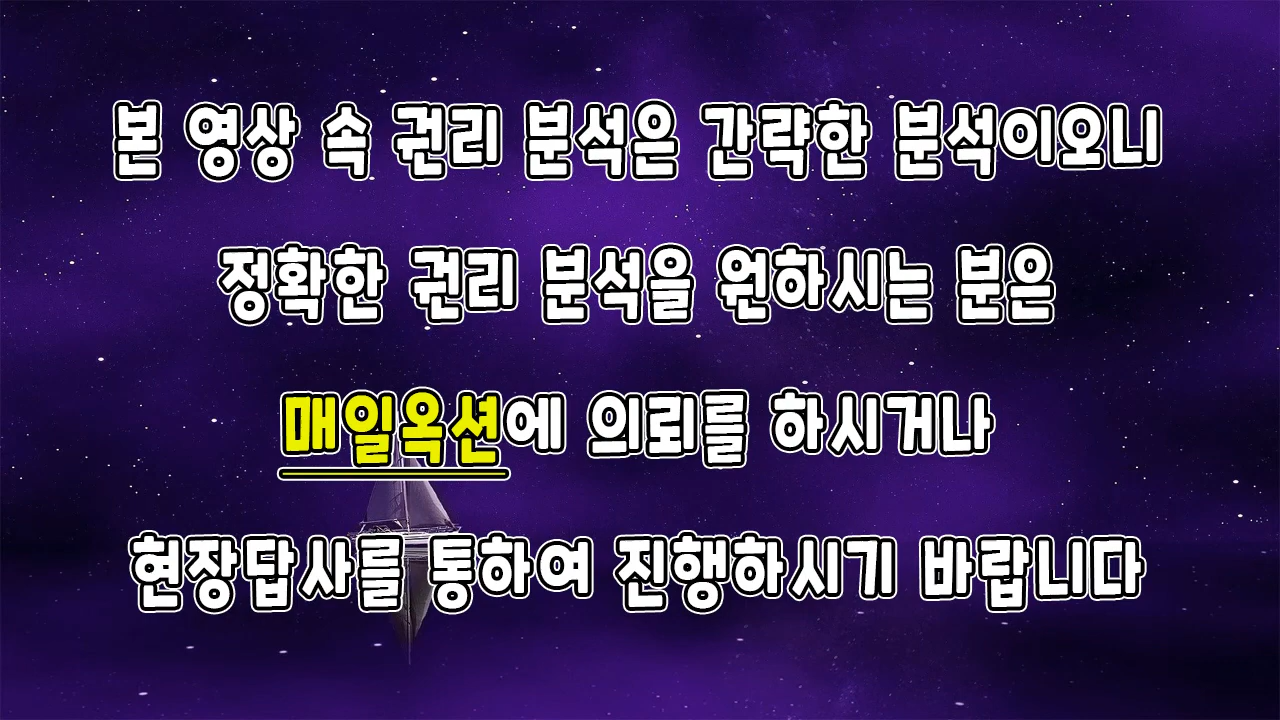 본 영상 속 권리 분석은 간략한 분석이오니
정확한 권리 분석을 원하시는 분은
매일옥션에 의뢰를 하시거나
현장답사를 통하여 진행하시기 바랍니다